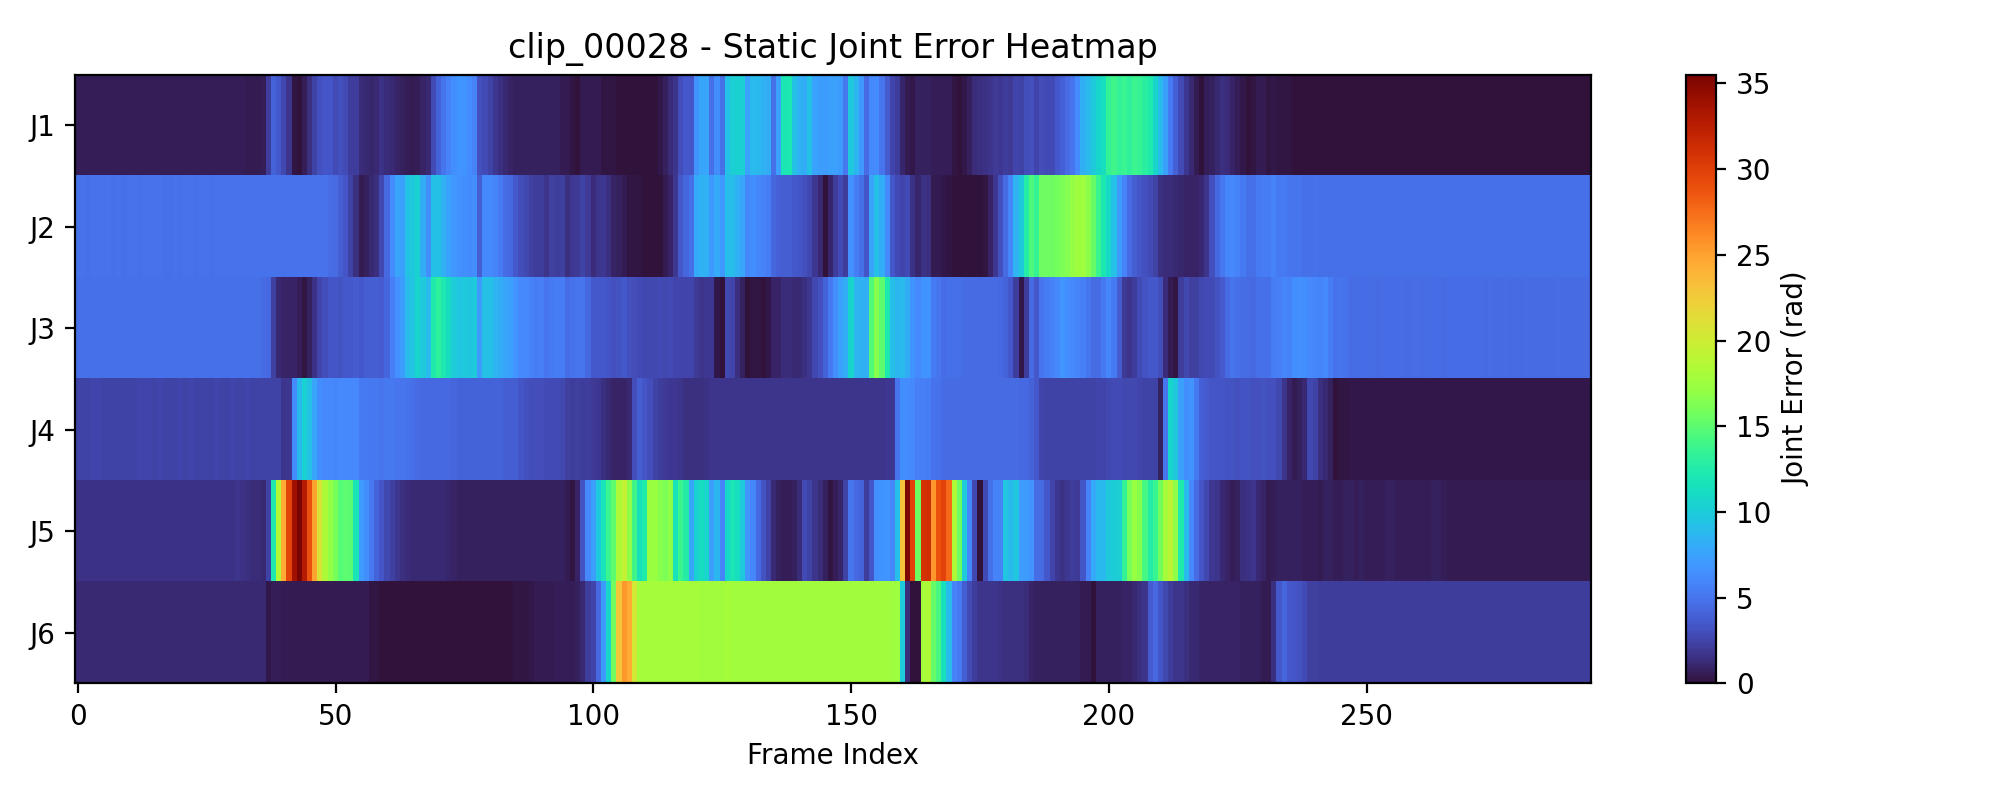 clip_00028 - Static Joint Error Heatmap
J1
J2
J3
J4
J5
J6
0 50 100 150 200 250
Frame Index
35
30
25
20
15
10
5
0
Joint Error (rad)